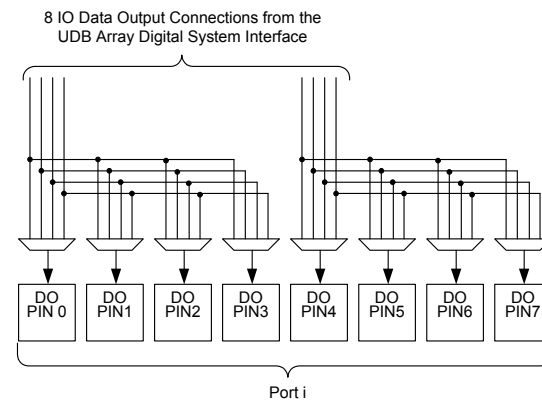 8 IO Data Output Connections from the
UDB Array Digital System Interface
DO DO DO DO DO DO DO DO
PIN 0 PIN1 PIN2 PIN3 PIN4 PIN5 PIN6 PIN7
Port i